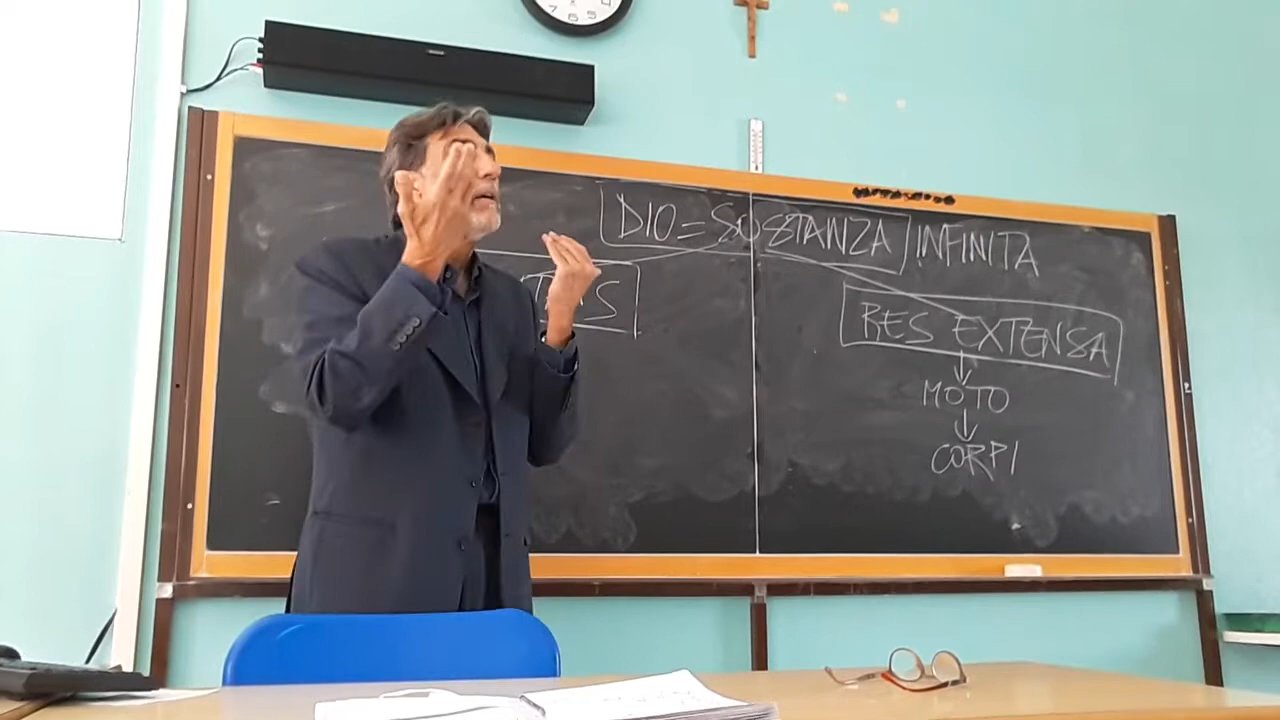 DIO = SOSTANZA INFINITA
RES EXTENSA
MOTO
CORPI